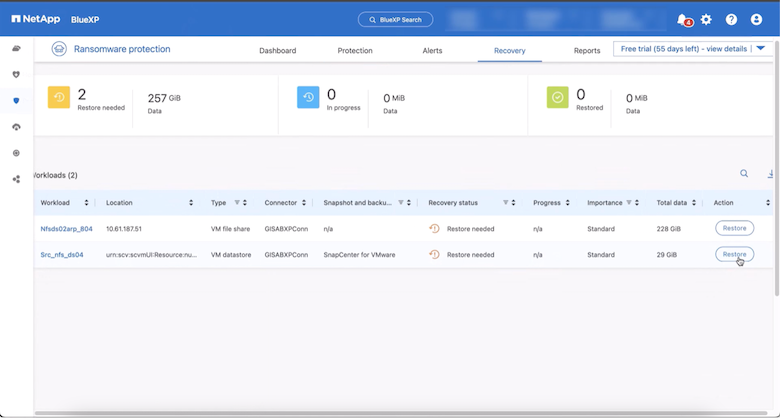 NetApp BlueXP BlueXP Search 4
Ransomware protection Dashboard Protection Alerts Recovery Reports Free trial (55 days left) - view details
2 Restore needed 257 GiB Data 0 In progress 0 MiB Data 0 Restored 0 MiB Data
Workloads (2)
Workload Location Type Connector Snapshot and backu... Recovery status Progress Importance Total data Action
Nfsds02arp_804 10.61.187.51 VM file share GISABXPConn n/a Restore needed n/a Standard 228 GiB Restore
Src_nfs_ds04 urn:scv:scvmUI:Resource:nu... VM datastore GISABXPConn SnapCenter for VMware Restore needed n/a Standard 29 GiB Restore